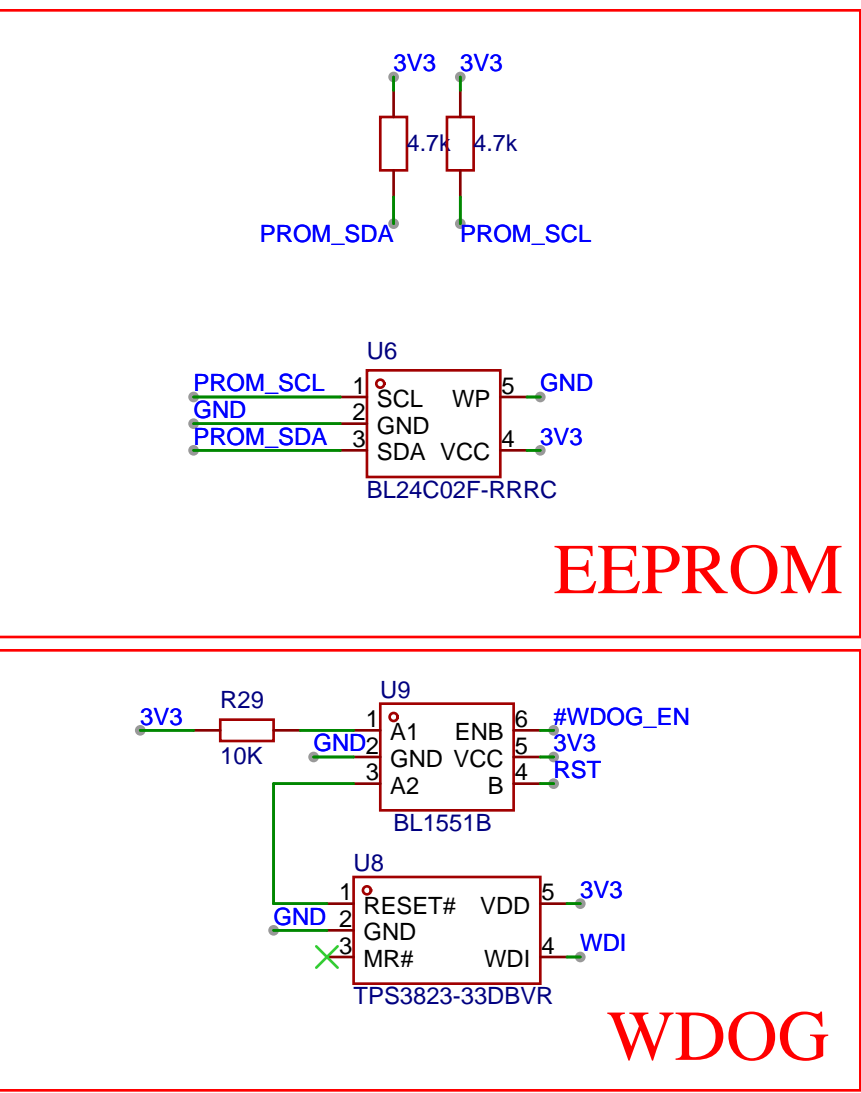 3V3 3V3
4.7k 4.7k
PROM_SDA PROM_SCL
U6
PROM_SCL 1 SCL WP 5 GND
GND 2 GND
PROM_SDA 3 SDA VCC 4 3V3
BL24C02F-RRRC
EEPROM
U9
R29
3V3 10K 1 A1 ENB 6 #WDOG_EN
GND 2 GND VCC 5 3V3
3 A2 B 4 RST
BL1551B
U8
1 RESET# VDD 5 3V3
GND 2 GND
3 MR# WDI 4 WDI
TPS3823-33DBVR
WDOG